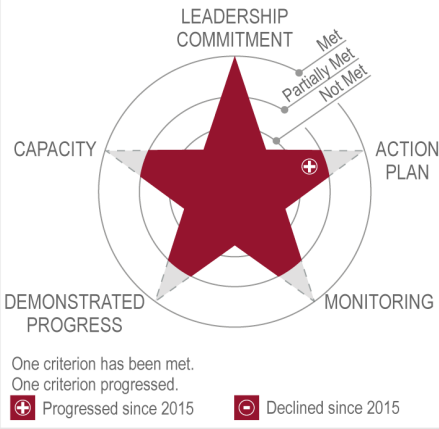 LEADERSHIP
COMMITMENT
Met
Partially Met
Not Met
CAPACITY
ACTION
PLAN
DEMONSTRATED
PROGRESS
MONITORING
One criterion has been met.
One criterion progressed.
Progressed since 2015
Declined since 2015